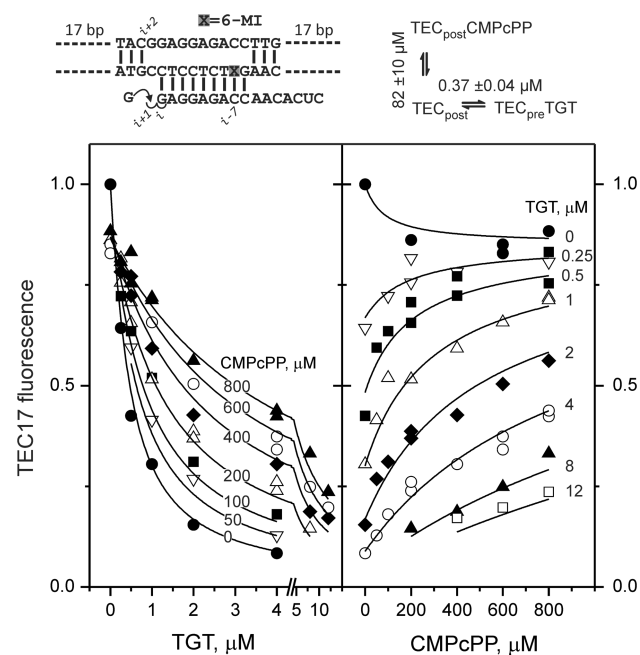 X=6-MI
i+2
17 bp TACGGAGGAGACCTTG 17 bp
ATGCCTCCTCTXGAAC
G GAGGAGACCAACACUC
i+1 i i-7
TECpostCMPcPP
82 ±10 µM
0.37 ±0.04 µM
TECpost TECpreTGT
TEC17 fluorescence
1.0
0.5
0.0
CMPcPP, µM
800
600
400
200
100
50
0
0 1 2 3 4 5 10
TGT, µM
TGT, µM
0
0.25
0.5
1
2
4
8
12
1.0
0.5
0.0
0 200 400 600 800
CMPcPP, µM